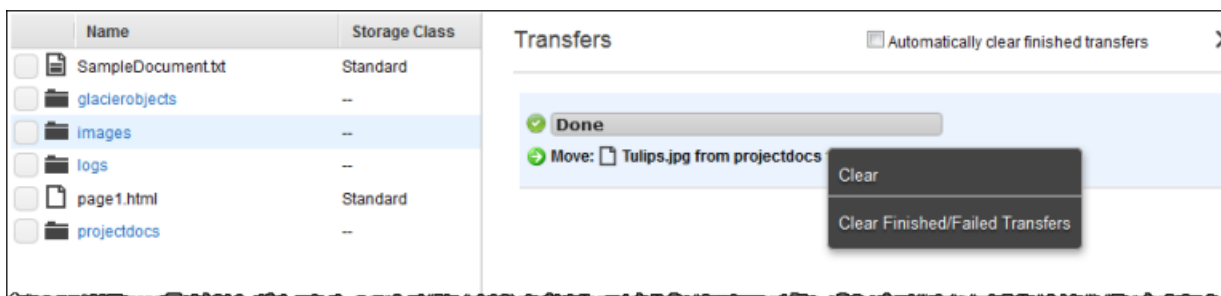 Name Storage Class
SampleDocument.txt Standard
glacierobjects --
images --
logs --
page1.html Standard
projectdocs --
Transfers Automatically clear finished transfers
Done
Move: Tulips.jpg from projectdocs
Clear
Clear Finished/Failed Transfers